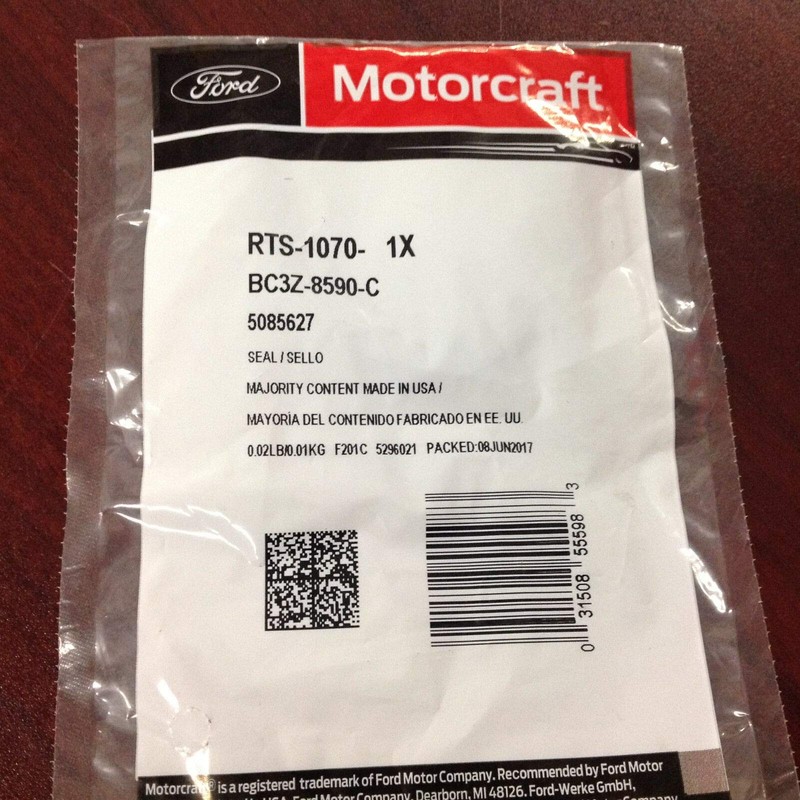 Ford Motorcraft
RTS-1070- 1X
BC3Z-8590-C
5085627
SEAL / SELLO
MAJORITY CONTENT MADE IN USA /
MAYORÌA DEL CONTENIDO FABRICADO EN EE. UU.
0.02LB/0.01KG F201C 5296021 PACKED:08JUN2017
0 31508 55598 3
Motorcraft® is a registered trademark of Ford Motor Company. Recommended by Ford Motor
USA. Ford Motor Company, Dearborn, MI 48126. Ford-Werke GmbH,